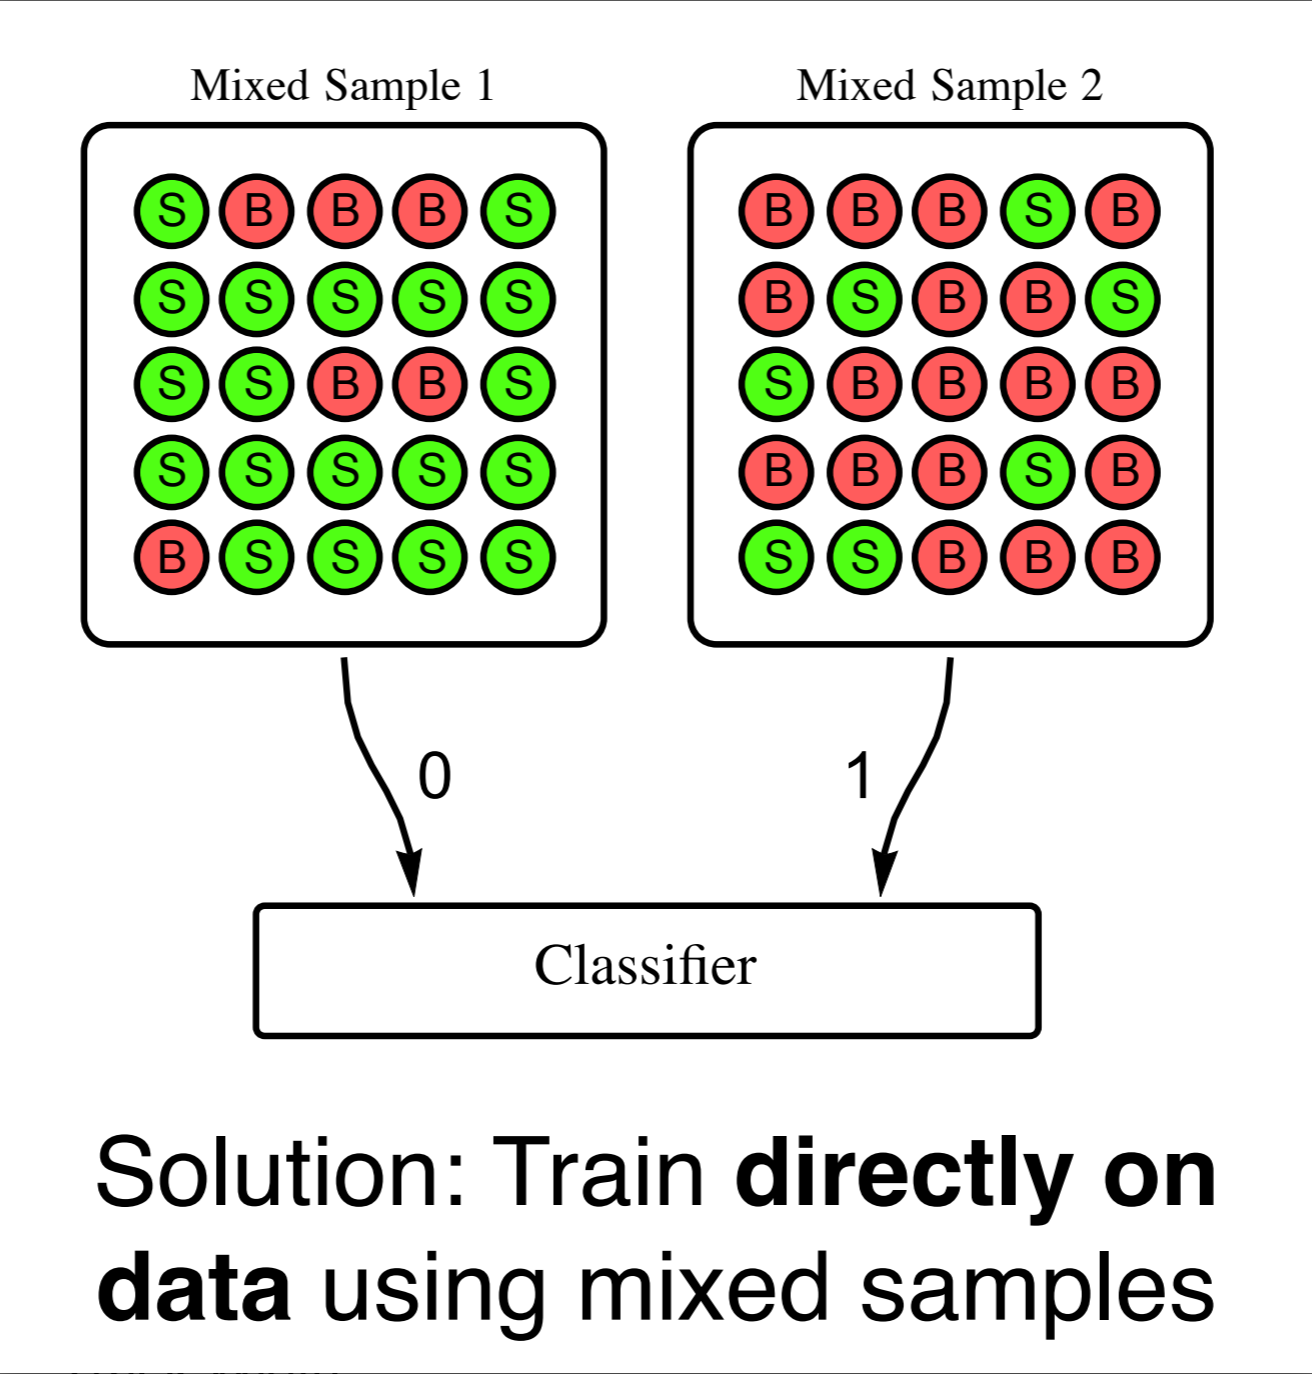 Mixed Sample 1 Mixed Sample 2
S B B B S B B B S B
S S S S S B S B B S
S S B B S S B B B B
S S S S S B B B S B
B S S S S S S B B B
0 1
Classifier
Solution: Train directly on
data using mixed samples